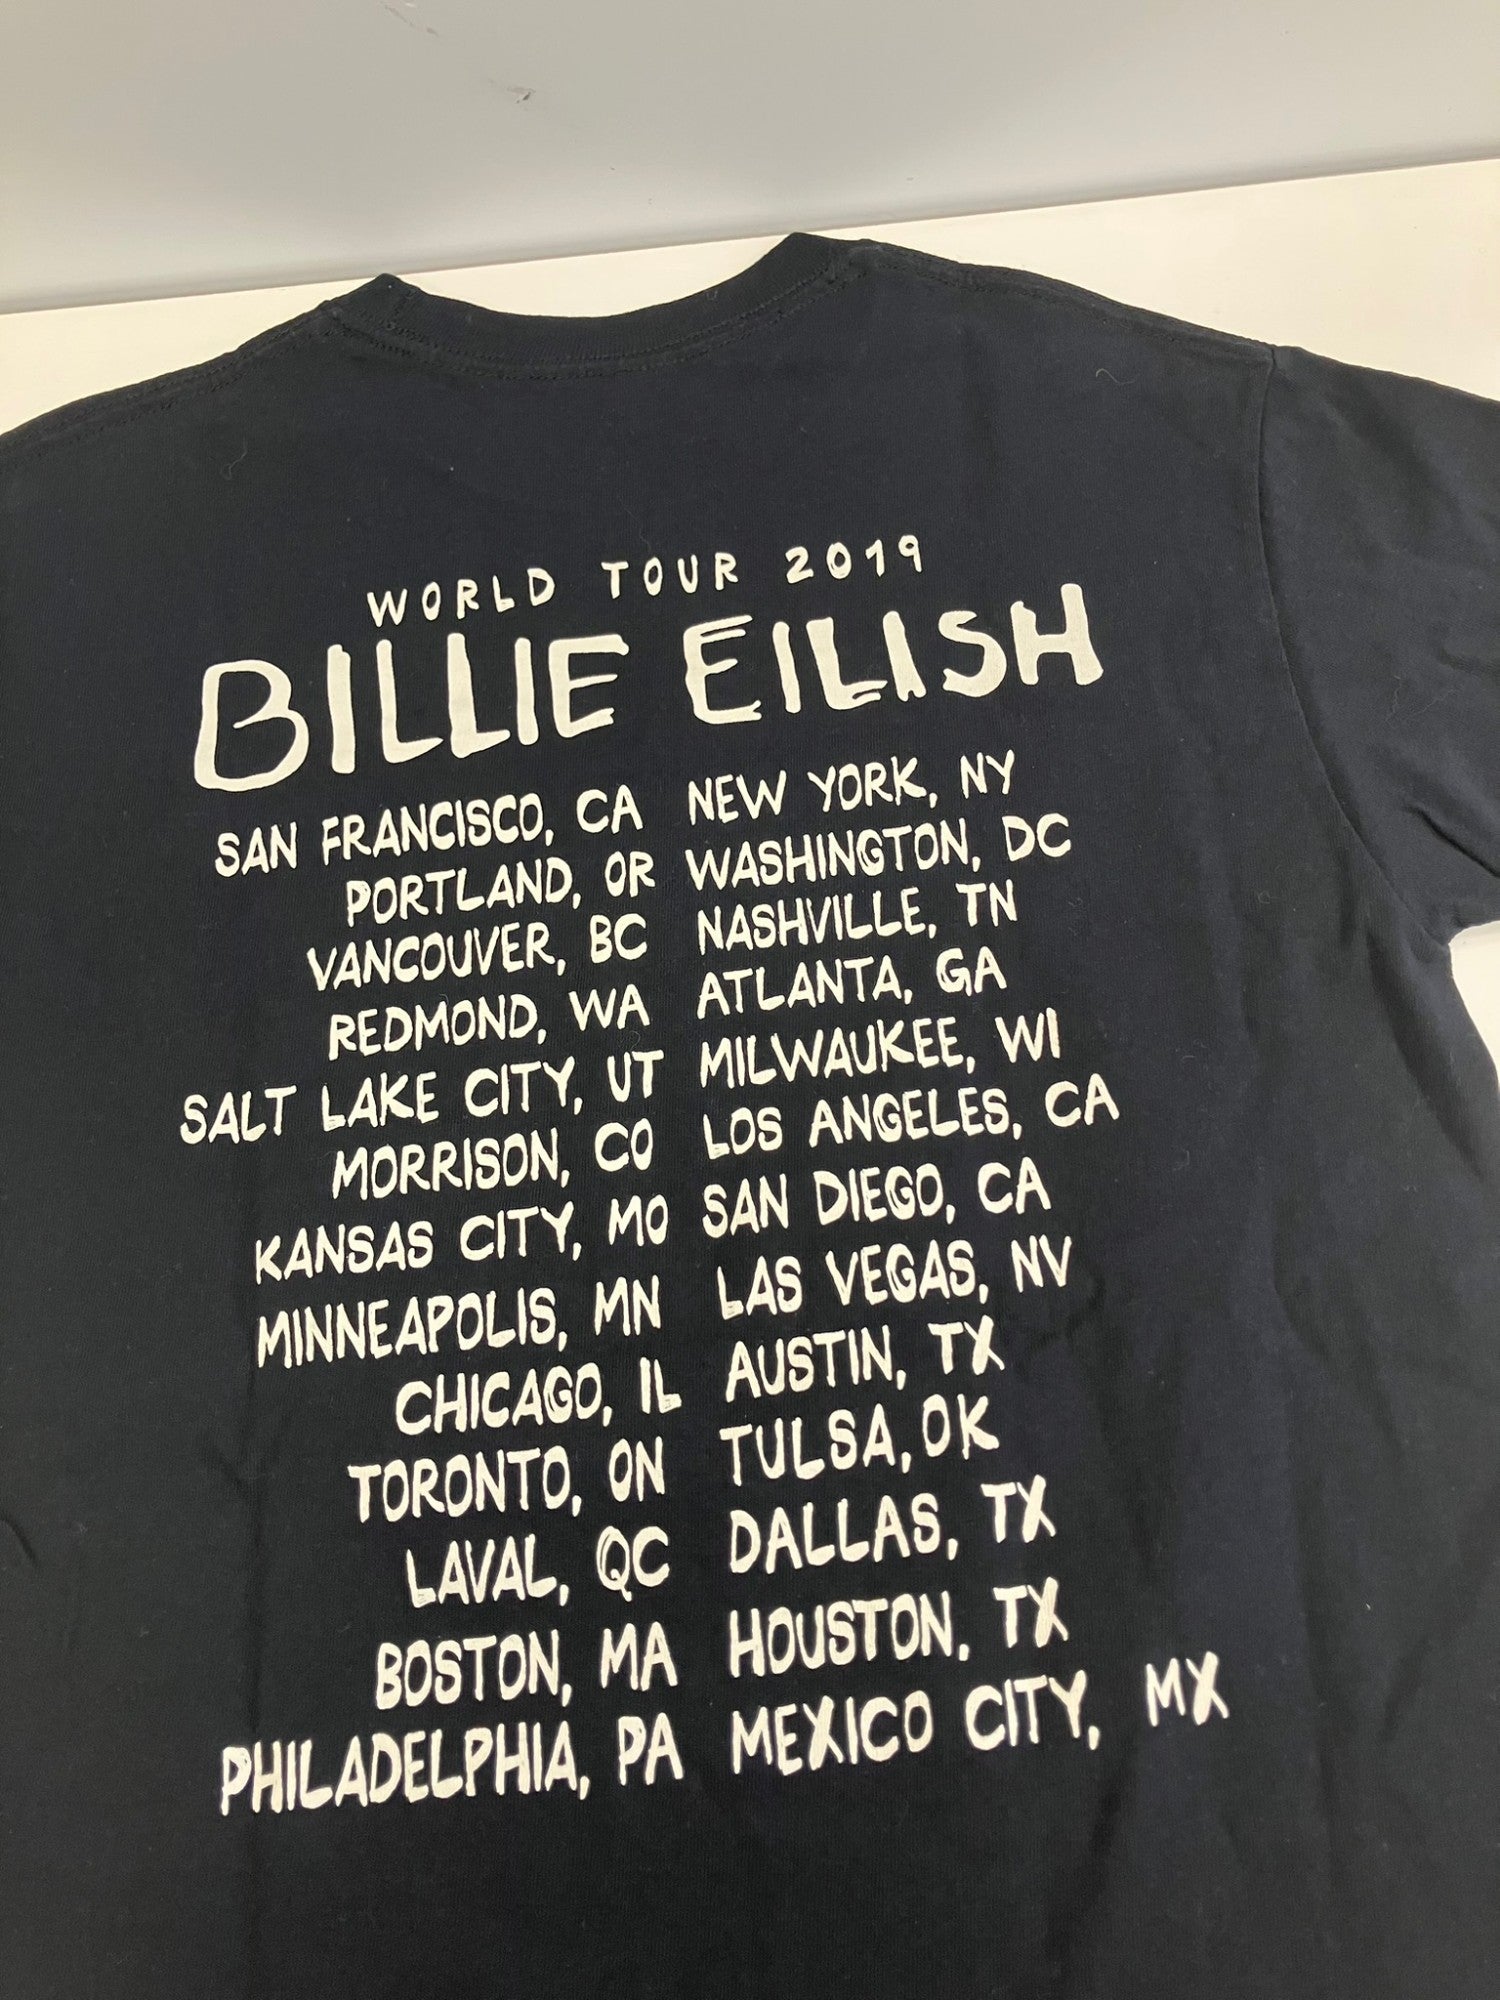 WORLD TOUR 2019
BILLIE EILISH
SAN FRANCISCO, CA
PORTLAND, OR
VANCOUVER, BC
REDMOND, WA
SALT LAKE CITY, UT
MORRISON, CO
KANSAS CITY, MO
MINNEAPOLIS, MN
CHICAGO, IL
TORONTO, ON
LAVAL, QC
BOSTON, MA
PHILADELPHIA, PA
NEW YORK, NY
WASHINGTON, DC
NASHVILLE, TN
ATLANTA, GA
MILWAUKEE, WI
LOS ANGELES, CA
SAN DIEGO, CA
LAS VEGAS, NV
AUSTIN, TX
TULSA, OK
DALLAS, TX
HOUSTON, TX
MEXICO CITY, MX